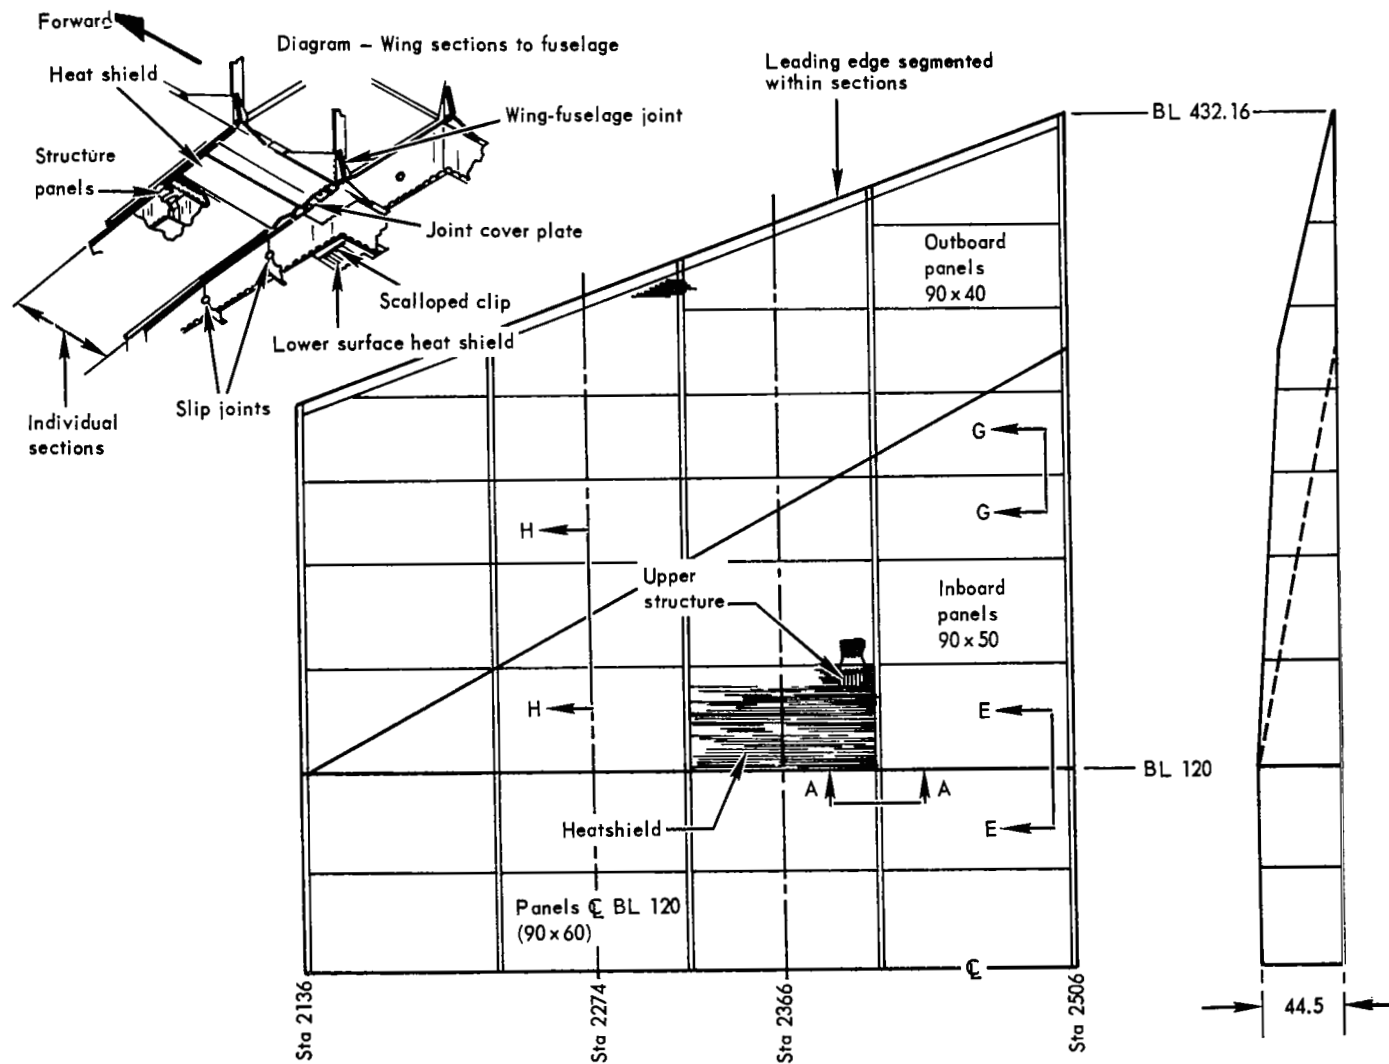 Forward
Diagram – Wing sections to fuselage
Heat shield
Leading edge segmented
within sections
BL 432.16
Wing-fuselage joint
Structure
panels
Joint cover plate
Outboard
panels
90 x 40
Scalloped clip
Lower surface heat shield
Slip joints
Individual
sections
G
G
H
Upper
structure
Inboard
panels
90 x 50
H
E
BL 120
A
A
Heatshield
E
Panels ℄ BL 120
(90 x 60)
℄
44.5
Sta 2136
Sta 2274
Sta 2366
Sta 2506